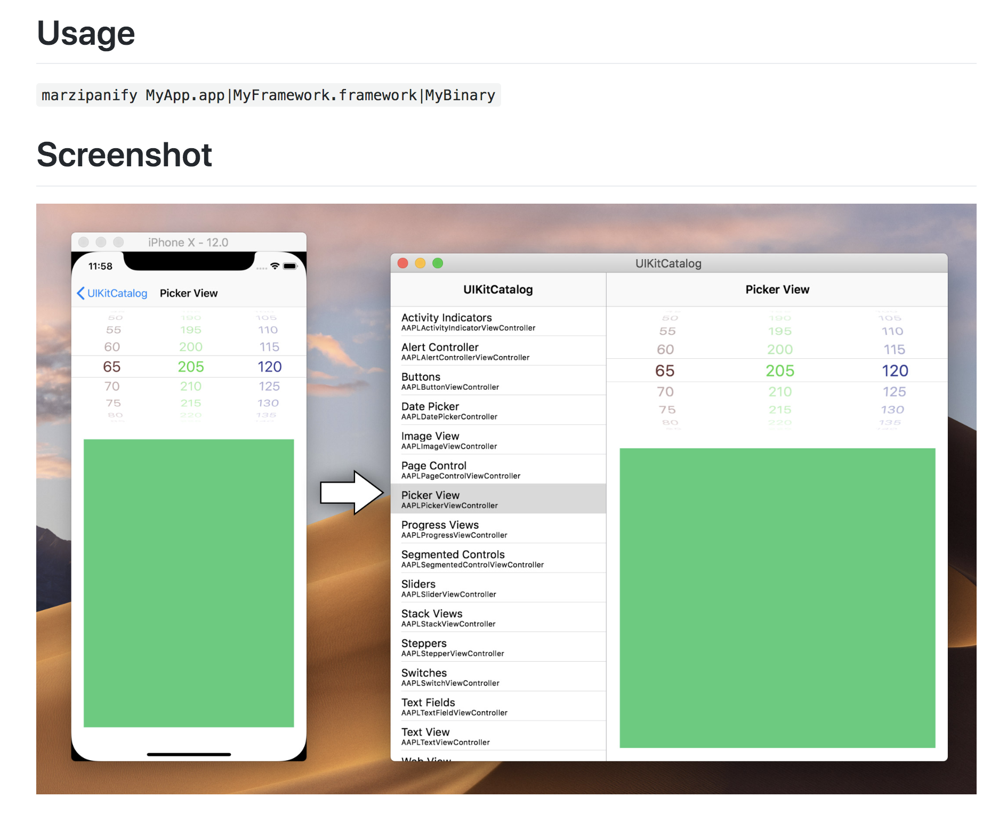 Usage
marzipanify MyApp.app|MyFramework.framework|MyBinary
Screenshot
iPhone X - 12.0
11:58
UIKitCatalog Picker View
50 190 105
55 195 110
60 200 115
65 205 120
70 210 125
75 215 130
80 220 135
UIKitCatalog
UIKitCatalog
Activity Indicators
AAPLActivityIndicatorViewController
Alert Controller
AAPLAlertControllerViewController
Buttons
AAPLButtonViewController
Date Picker
AAPLDatePickerController
Image View
AAPLImageViewController
Page Control
AAPLPageControlViewController
Picker View
AAPLPickerViewController
Progress Views
AAPLProgressViewController
Segmented Controls
AAPLSegmentedControlViewController
Sliders
AAPLSliderViewController
Stack Views
AAPLStackViewController
Steppers
AAPLStepperViewController
Switches
AAPLSwitchViewController
Text Fields
AAPLTextFieldViewController
Text View
AAPLTextViewController
Web View
Picker View
50 190 105
55 195 110
60 200 115
65 205 120
70 210 125
75 215 130
80 220 135